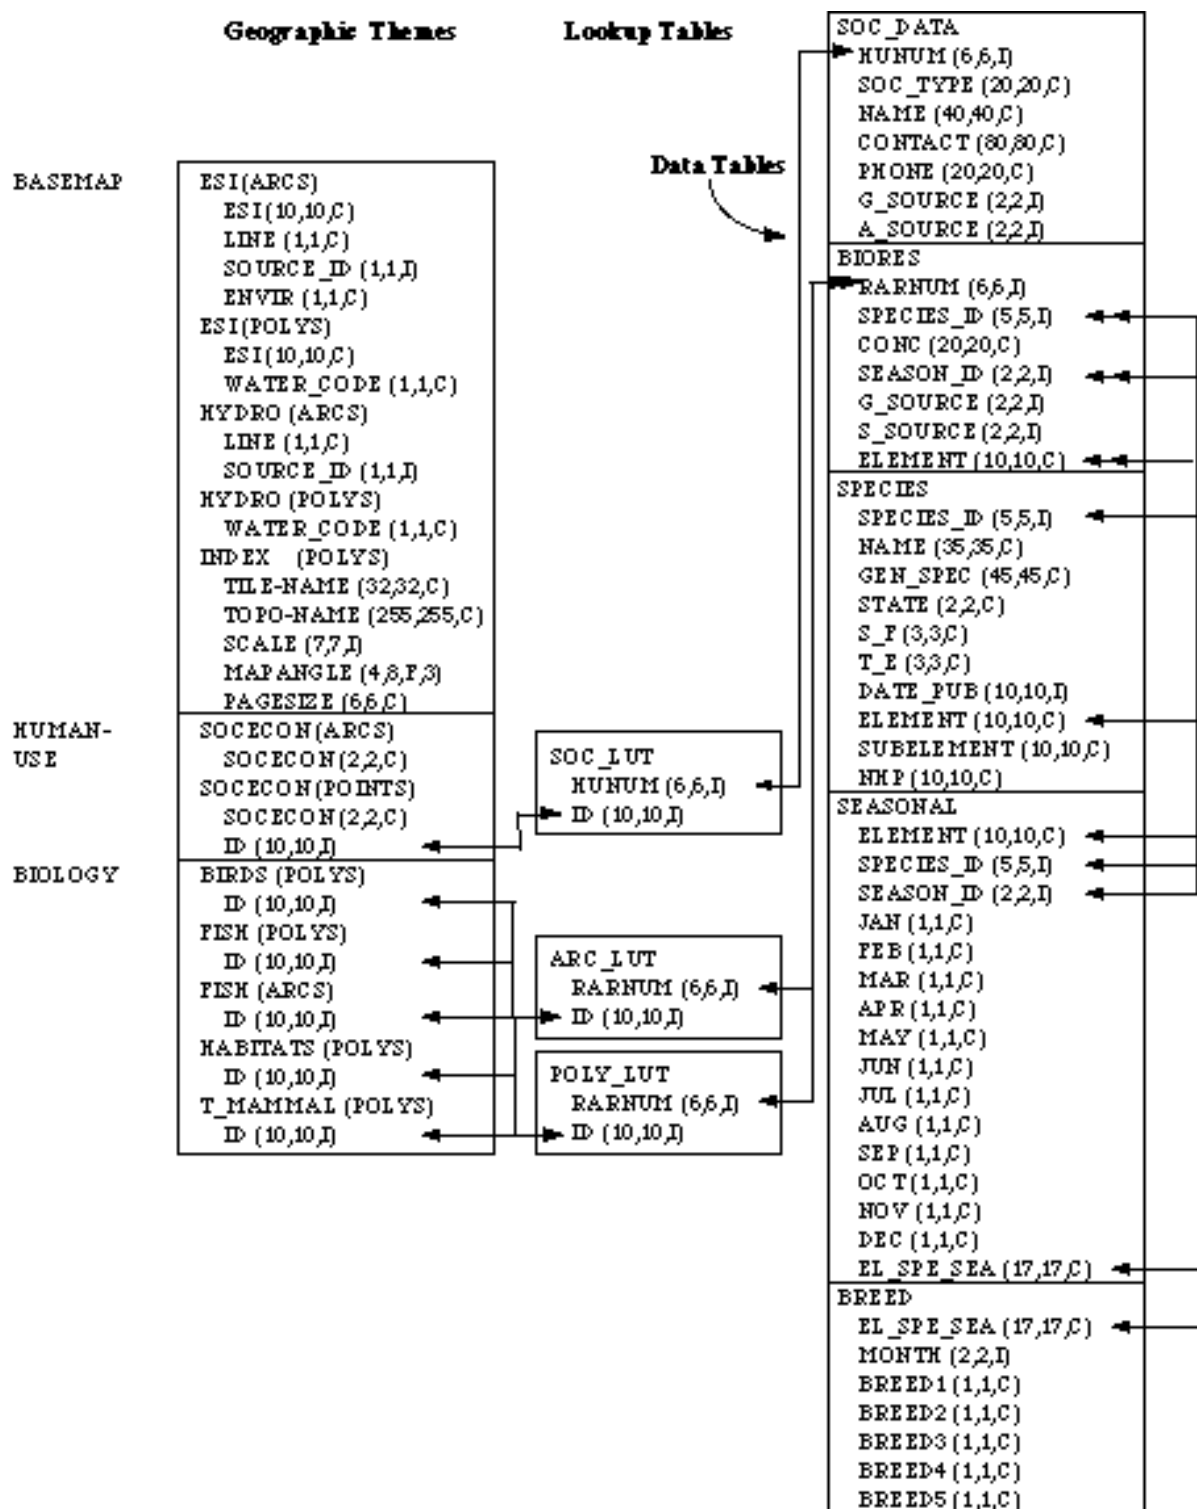 Geographic Themes
Lookup Tables
Data Tables
BASEMAP
ESI(ARCS)
ESI(10,10,C)
LINE (1,1,C)
SOURCE_ID (1,1,I)
ENVIR (1,1,C)
ESI(POLYS)
ESI(10,10,C)
WATER_CODE (1,1,C)
HYDRO (ARCS)
LINE (1,1,C)
SOURCE_ID (1,1,I)
HYDRO (POLYS)
WATER_CODE (1,1,C)
INDEX (POLYS)
TILE-NAME (32,32,C)
TOPO-NAME (255,255,C)
SCALE (7,7,I)
MAPANGLE (4,8,F,3)
PAGESIZE (6,6,C)
HUMAN-
USE
SOCECON(ARCS)
SOCECON(2,2,C)
SOCECON(POINTS)
SOCECON(2,2,C)
ID (10,10,I)
BIOLOGY
BIRDS (POLYS)
ID (10,10,I)
FISH (POLYS)
ID (10,10,I)
FISH (ARCS)
ID (10,10,I)
HABITATS (POLYS)
ID (10,10,I)
T_MAMMAL (POLYS)
ID (10,10,I)
SOC_LUT
HUNUM (6,6,I)
ID (10,10,I)
ARC_LUT
RARNUM (6,6,I)
ID (10,10,I)
POLY_LUT
RARNUM (6,6,I)
ID (10,10,I)
SOC_DATA
HUNUM (6,6,I)
SOC_TYPE (20,20,C)
NAME (40,40,C)
CONTACT (80,80,C)
PHONE (20,20,C)
G_SOURCE (2,2,I)
A_SOURCE (2,2,I)
BIORES
RARNUM (6,6,I)
SPECIES_ID (5,5,I)
CONC (20,20,C)
SEASON_ID (2,2,I)
G_SOURCE (2,2,I)
S_SOURCE (2,2,I)
ELEMENT (10,10,C)
SPECIES
SPECIES_ID (5,5,I)
NAME (35,35,C)
GEN_SPEC (45,45,C)
STATE (2,2,C)
S_F (3,3,C)
T_E (3,3,C)
DATE_PUB (10,10,I)
ELEMENT (10,10,C)
SUBELEMENT (10,10,C)
NHP (10,10,C)
SEASONAL
ELEMENT (10,10,C)
SPECIES_ID (5,5,I)
SEASON_ID (2,2,I)
JAN (1,1,C)
FEB (1,1,C)
MAR (1,1,C)
APR (1,1,C)
MAY (1,1,C)
JUN (1,1,C)
JUL (1,1,C)
AUG (1,1,C)
SEP (1,1,C)
OCT (1,1,C)
NOV (1,1,C)
DEC (1,1,C)
EL_SPE_SEA (17,17,C)
BREED
EL_SPE_SEA (17,17,C)
MONTH (2,2,I)
BREED1 (1,1,C)
BREED2 (1,1,C)
BREED3 (1,1,C)
BREED4 (1,1,C)
BREED5 (1,1,C)